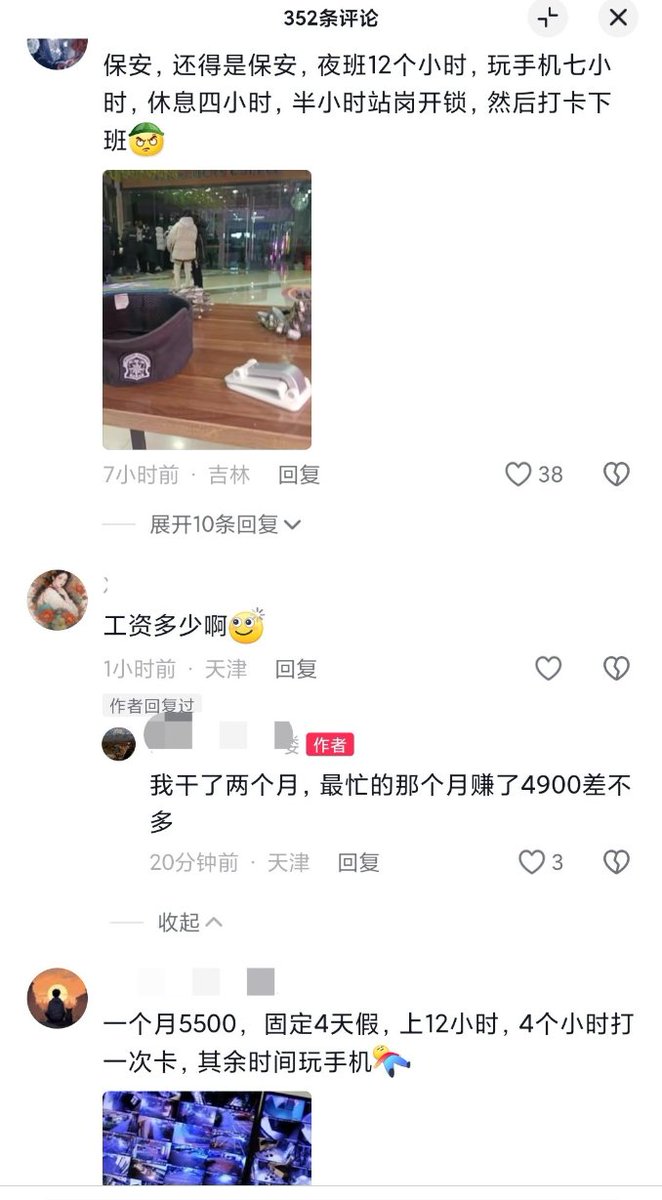 352条评论
保安，还得是保安，夜班12个小时，玩手机七小
时，休息四小时，半小时站岗开锁，然后打卡下
班
7小时前 · 吉林 回复 38
展开10条回复
工资多少啊
1小时前 · 天津 回复
作者回复过
作者
我干了两个月，最忙的那个月赚了4900差不
多
20分钟前 · 天津 回复 3
收起
一个月5500，固定4天假，上12小时，4个小时打
一次卡，其余时间玩手机